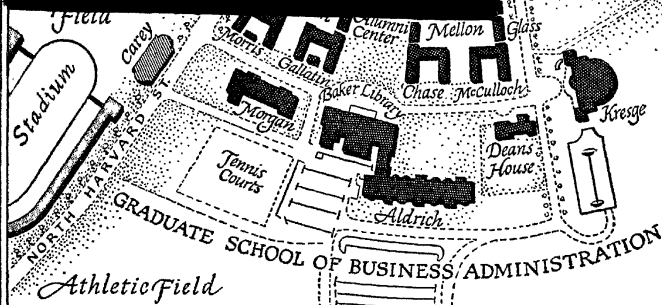 Field
Carey
Stadium
NORTH HARVARD ST
Morris
Gallatin
Alumni
Center
Mellon
Glass
Chase
McCulloch
Morgan
Baker Library
Kresge
Deans
House
Tennis
Courts
Aldrich
GRADUATE SCHOOL OF BUSINESS ADMINISTRATION
Athletic Field